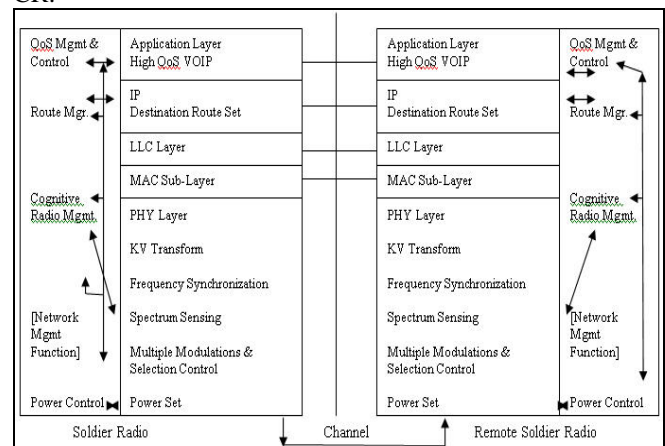 CR.
QoS Mgmt &
Control
Route Mgr.
Cognitive
Radio Mgmt.
[Network
Mgmt
Function]
Power Control
Application Layer
High QoS VOIP
IP
Destination Route Set
LLC Layer
MAC Sub-Layer
PHY Layer
KV Transform
Frequency Synchronization
Spectrum Sensing
Multiple Modulations &
Selection Control
Power Set
Application Layer
High QoS VOIP
IP
Destination Route Set
LLC Layer
MAC Sub-Layer
PHY Layer
KV Transform
Frequency Synchronization
Spectrum Sensing
Multiple Modulations &
Selection Control
Power Set
QoS Mgmt &
Control
Route Mgr.
Cognitive
Radio Mgmt.
[Network
Mgmt
Function]
Power Control
Soldier Radio
Channel
Remote Soldier Radio